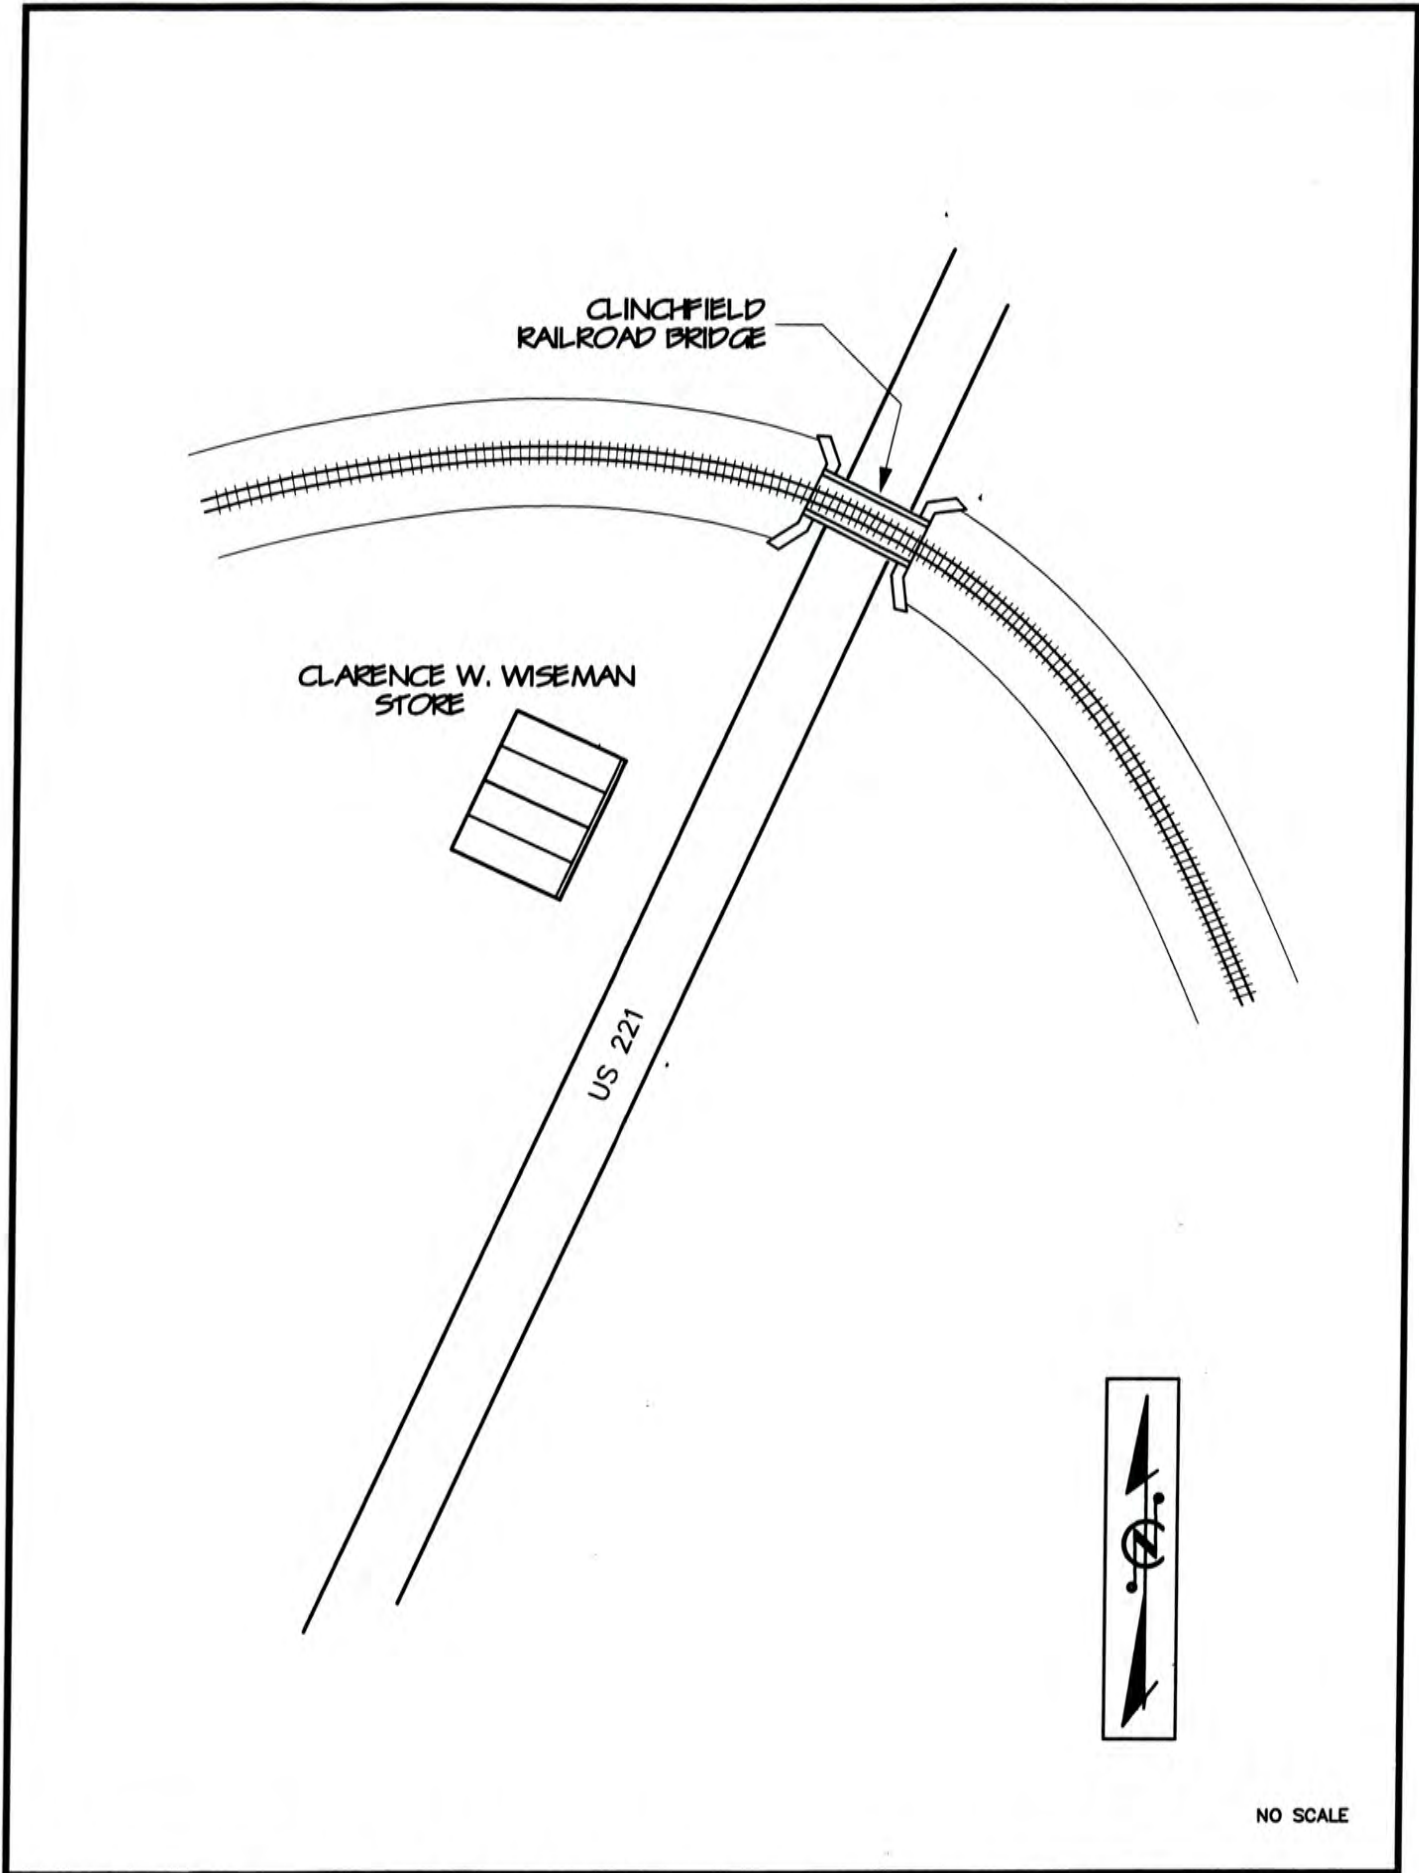 CLINCHFIELD
RAILROAD BRIDGE
CLARENCE W. WISEMAN
STORE
US 221
N
NO SCALE